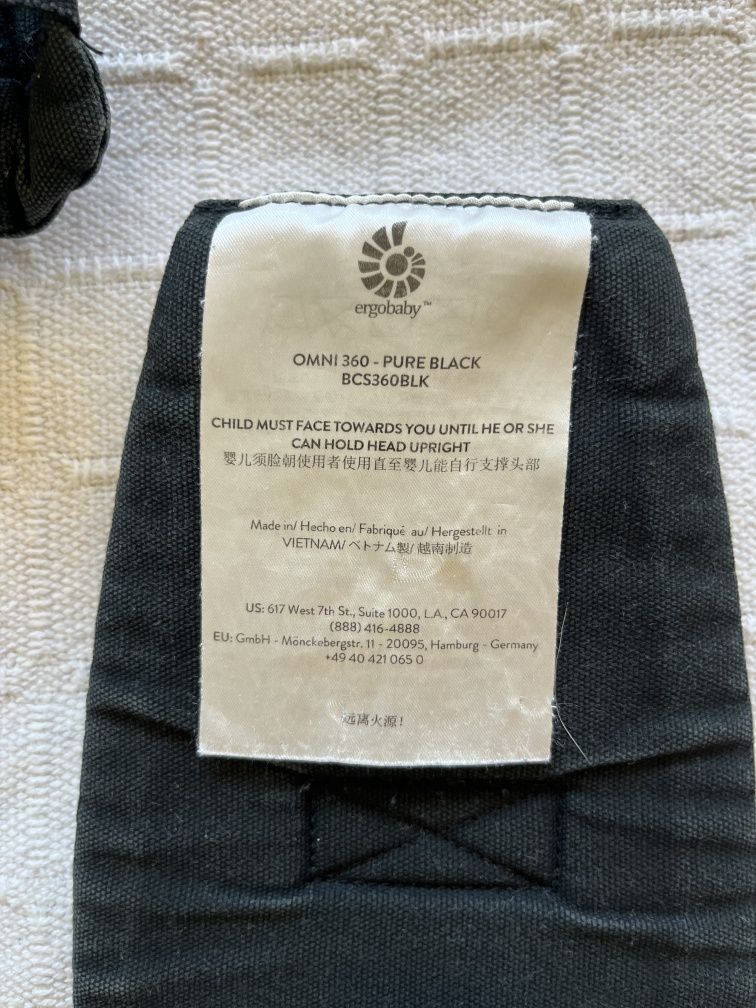 ergobaby™
OMNI 360 - PURE BLACK
BCS360BLK
CHILD MUST FACE TOWARDS YOU UNTIL HE OR SHE
CAN HOLD HEAD UPRIGHT
婴儿须脸朝使用者使用直至婴儿能自行支撑头部
Made in/ Hecho en/ Fabriqué au/ Hergestellt in
VIETNAM/ ベトナム製/ 越南制造
US: 617 West 7th St., Suite 1000, L.A., CA 90017
(888) 416-4888
EU: GmbH - Mönckebergstr. 11 - 20095, Hamburg - Germany
+49 40 421 065 0
远离火源!